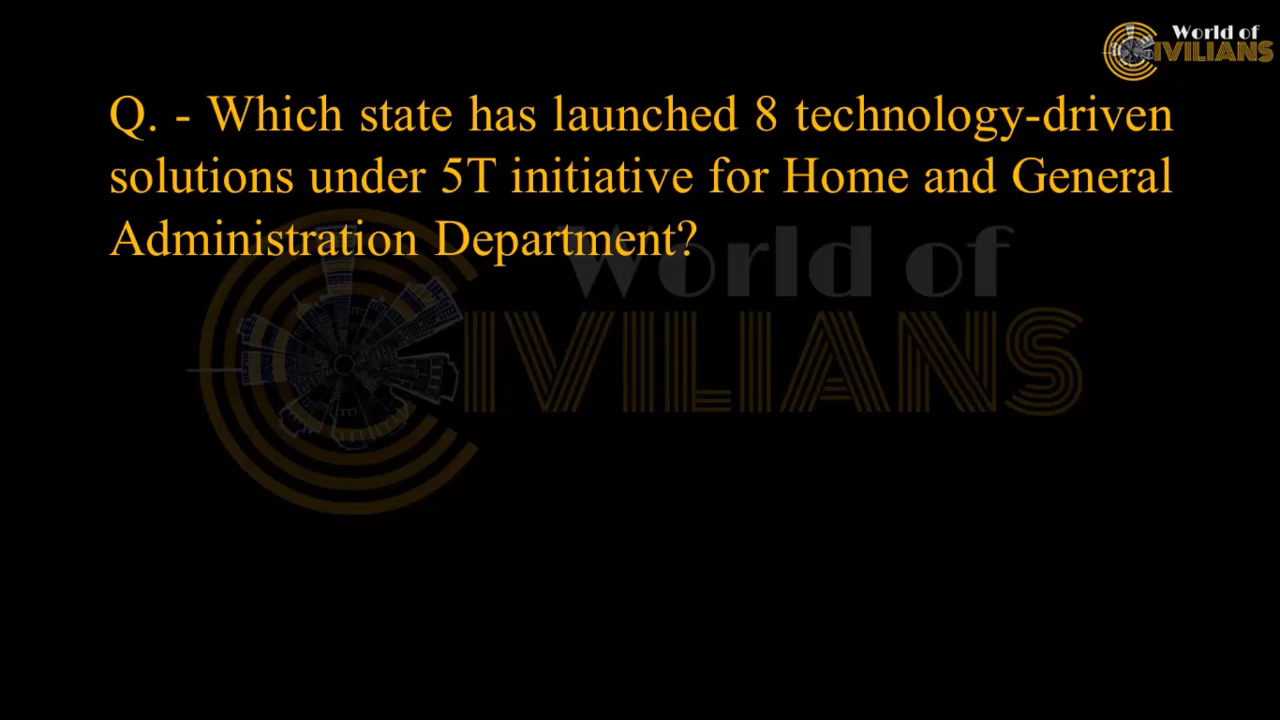 World of
CIVILIANS
Q. - Which state has launched 8 technology-driven
solutions under 5T initiative for Home and General
Administration Department?
World of
CIVILIANS